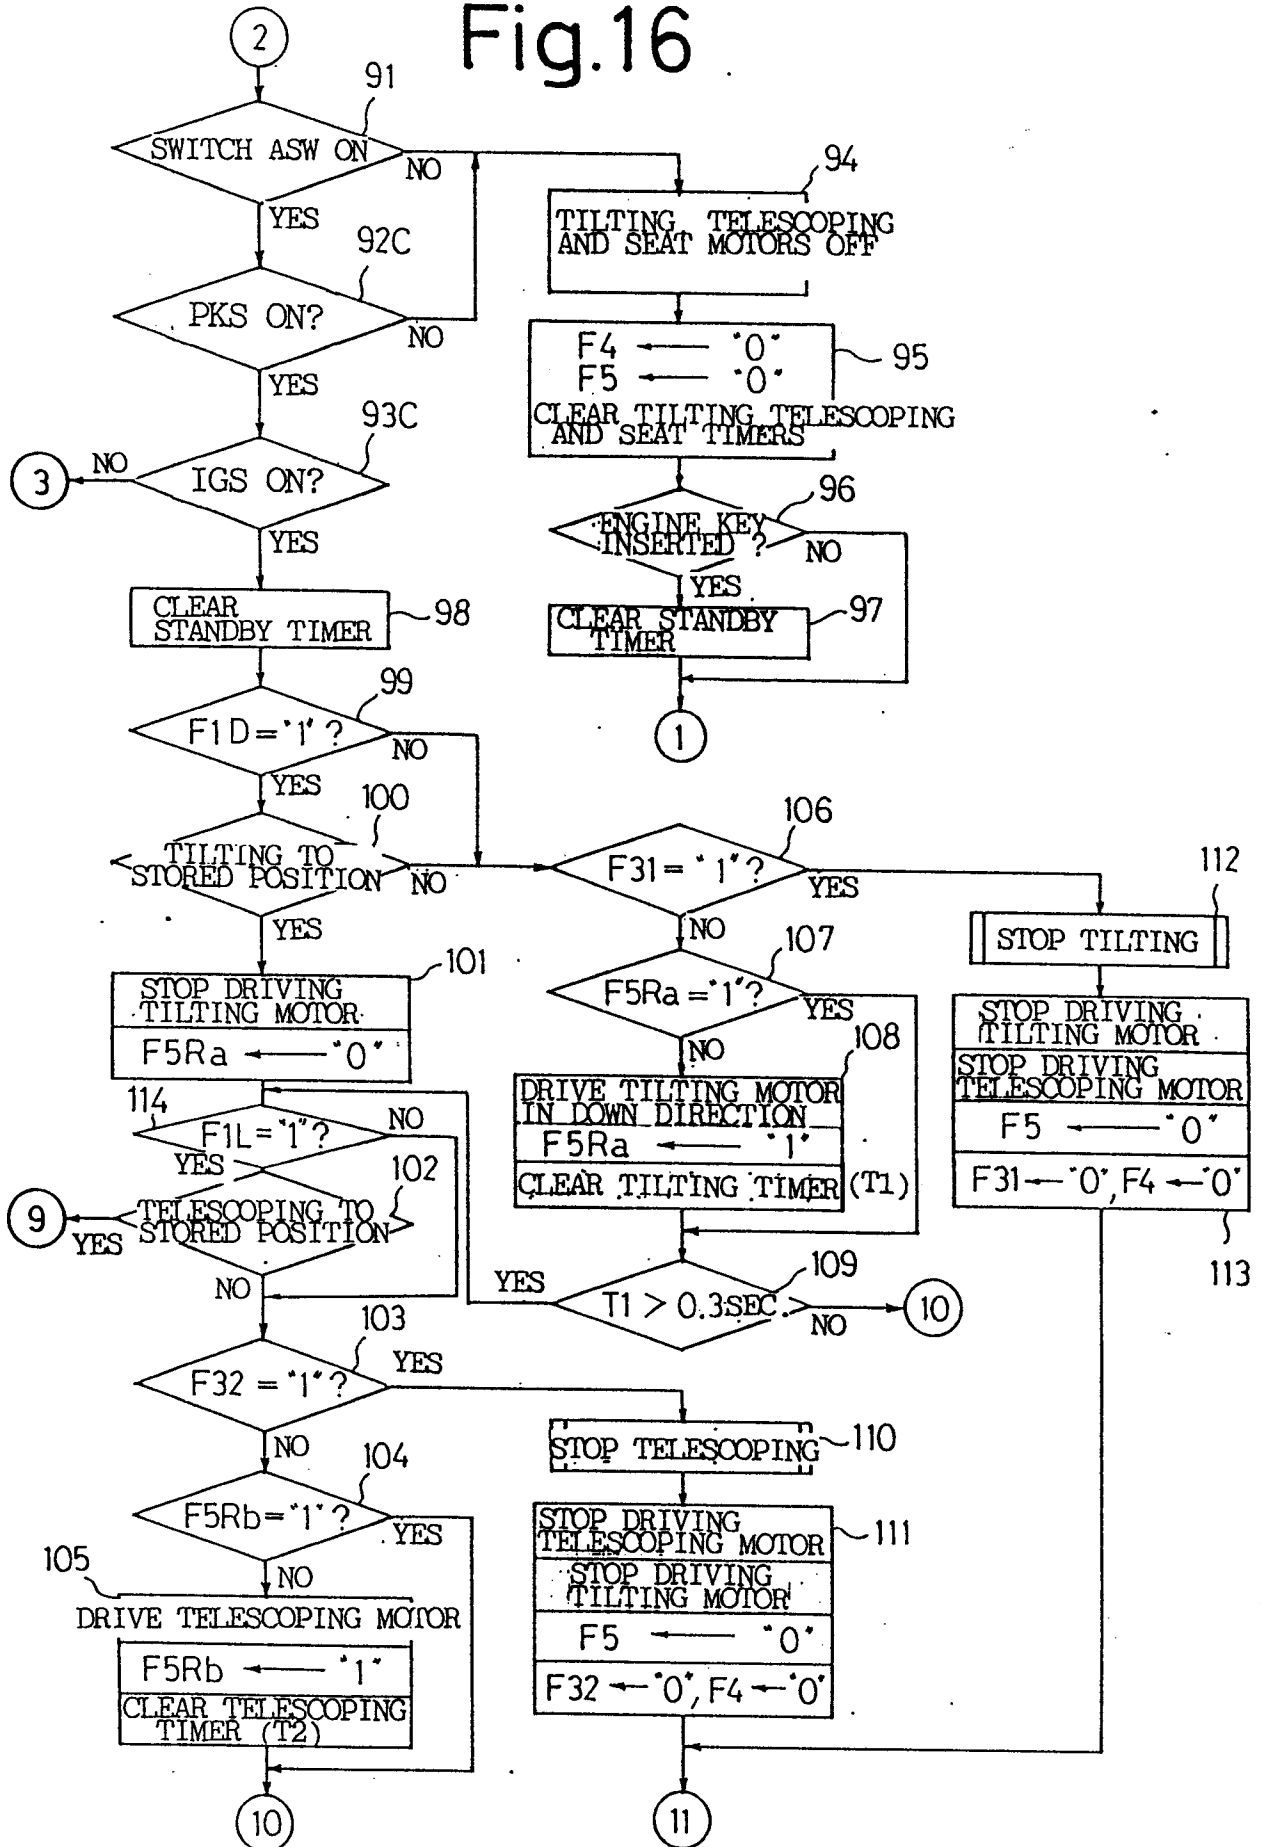 Fig.16
2
91
SWITCH ASW ON
NO
YES
92C
PKS ON?
NO
YES
93C
IGS ON?
NO
3
YES
94
TILTING, TELESCOPING
AND SEAT MOTORS OFF
95
F4 ← "0"
F5 ← "0"
CLEAR TILTING TELESCOPING
AND SEAT TIMERS
96
ENGINE KEY
INSERTED ?
NO
YES
97
CLEAR STANDBY
TIMER
1
98
CLEAR
STANDBY TIMER
99
F1D = "1" ?
NO
YES
100
TILTING TO
STORED POSITION
NO
YES
101
STOP DRIVING
TILTING MOTOR
F5Ra ← "0"
106
F31 = "1" ?
YES
NO
107
F5Ra = "1" ?
YES
NO
108
DRIVE TILTING MOTOR
IN DOWN DIRECTION
F5Ra ← "1"
CLEAR TILTING TIMER (T1)
109
T1 > 0.3 SEC.
YES
NO
10
112
STOP TILTING
STOP DRIVING
TILTING MOTOR
STOP DRIVING
TELESCOPING MOTOR
F5 ← "0"
F31 ← "0", F4 ← "0"
113
114
F1L = "1" ?
NO
YES
102
TELESCOPING TO
STORED POSITION
9
YES
NO
103
F32 = "1" ?
YES
NO
104
F5Rb = "1" ?
YES
NO
105
DRIVE TELESCOPING MOTOR
F5Rb ← "1"
CLEAR TELESCOPING
TIMER (T2)
10
110
STOP TELESCOPING
111
STOP DRIVING
TELESCOPING MOTOR
STOP DRIVING
TILTING MOTOR
F5 ← "0"
F32 ← "0", F4 ← "0"
11